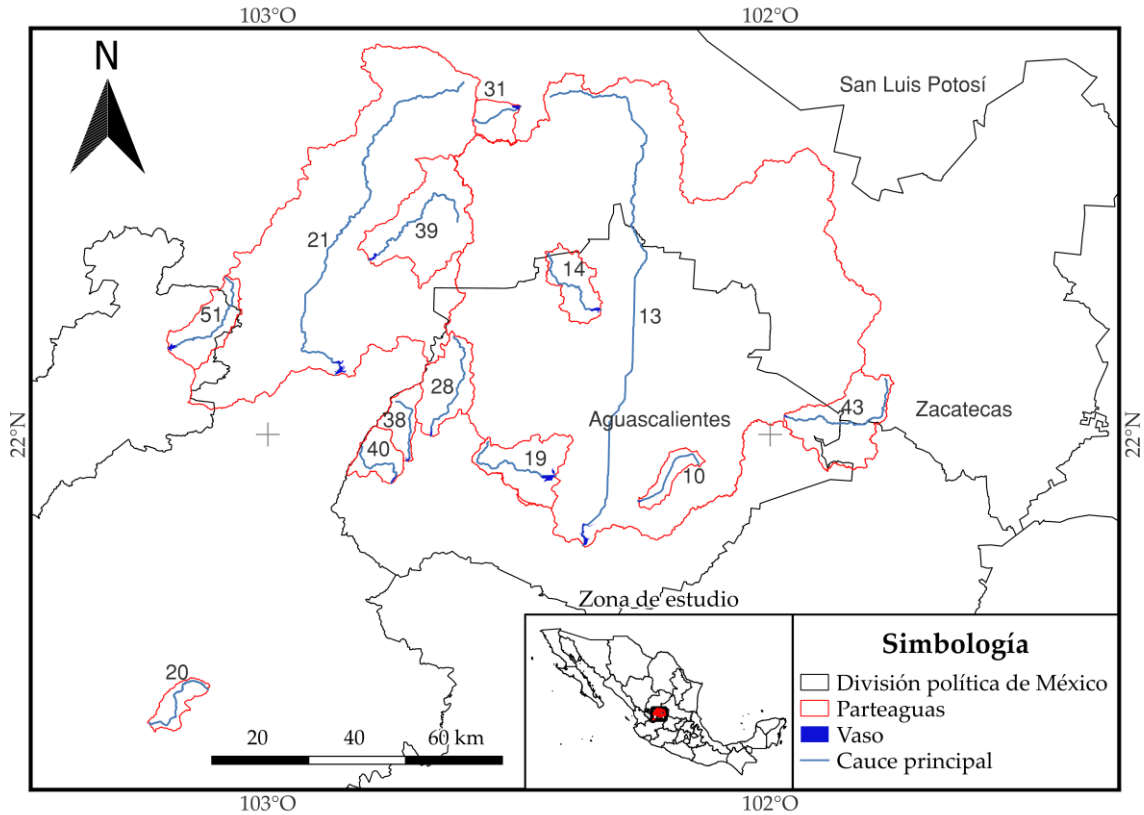 103°O 102°O
N
31
San Luis Potosí
21
39
14
51
13
28
38
43
Aguascalientes
Zacatecas
22°N
22°N
40
19
10
Zona de estudio
20
Simbología
División política de México
Parteaguas
Vaso
Cauce principal
20 40 60 km
103°O 102°O